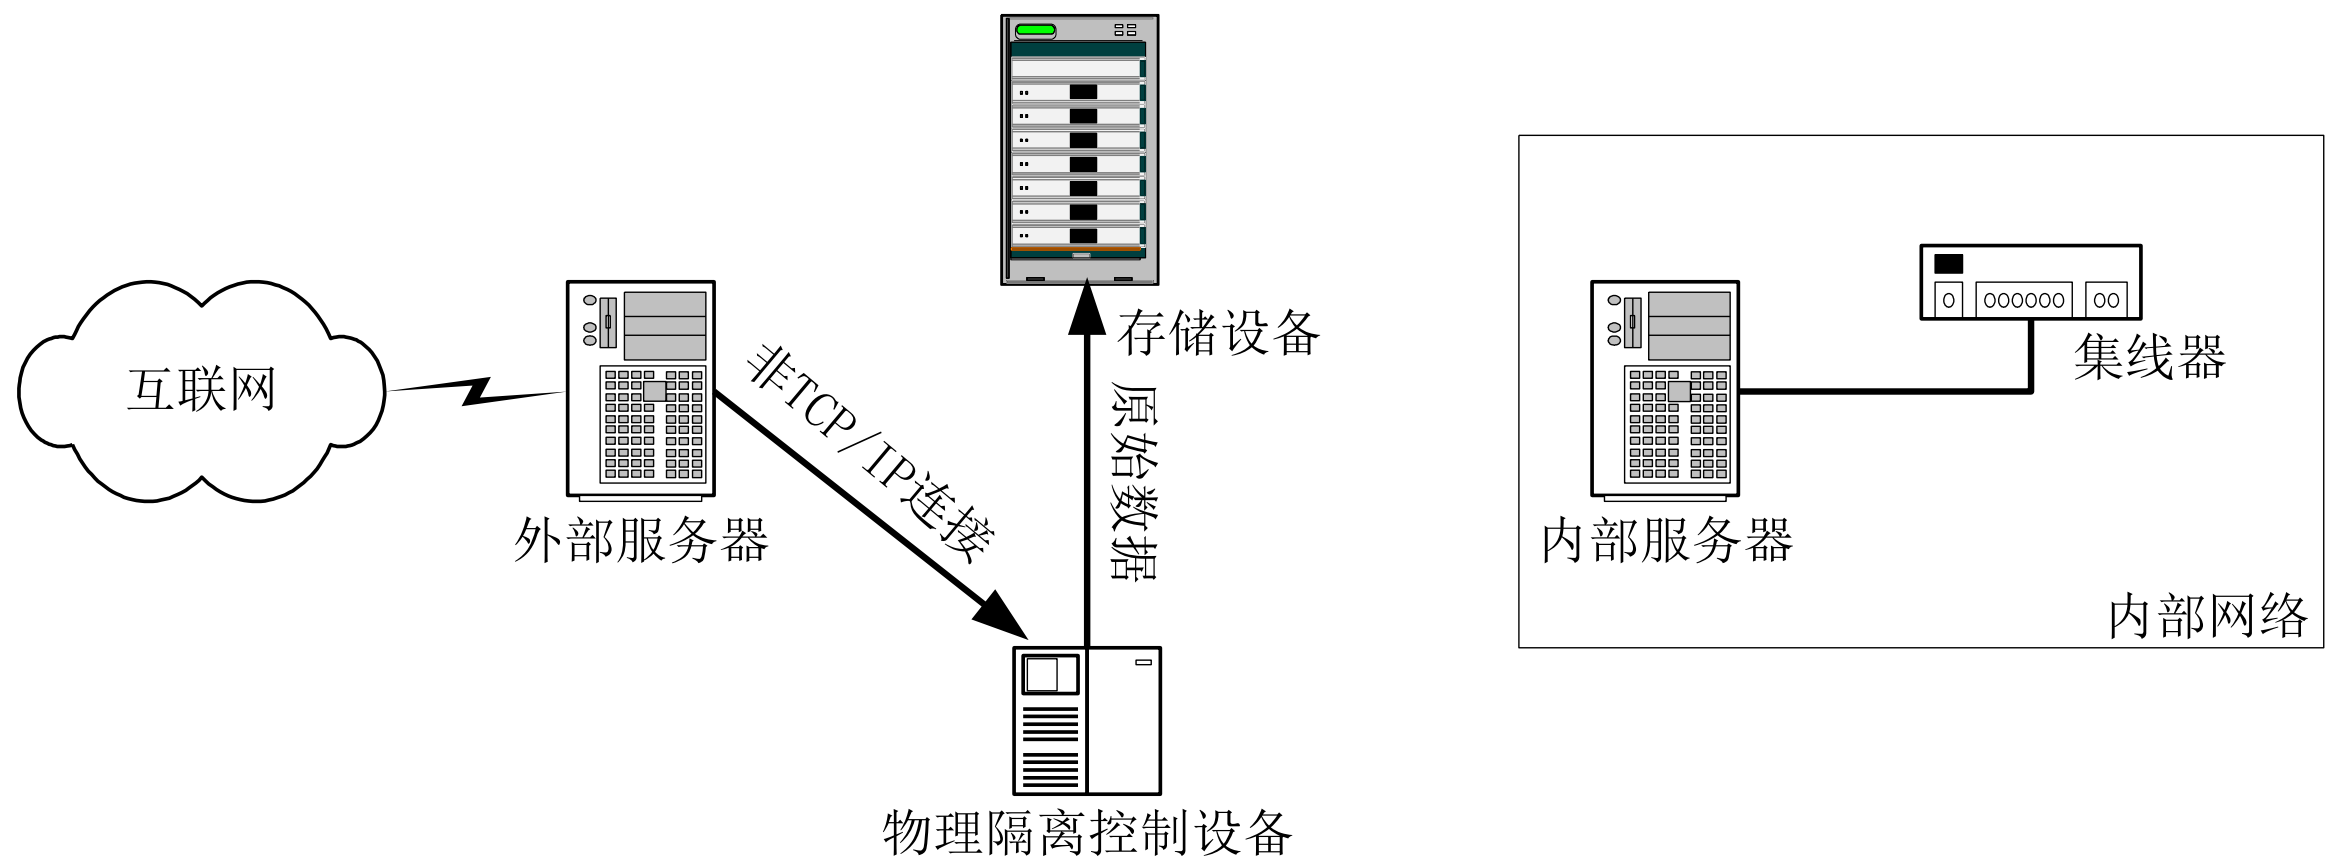 互联网
外部服务器
非TCP/IP连接
存储设备
原始数据
物理隔离控制设备
内部服务器
集线器
内部网络